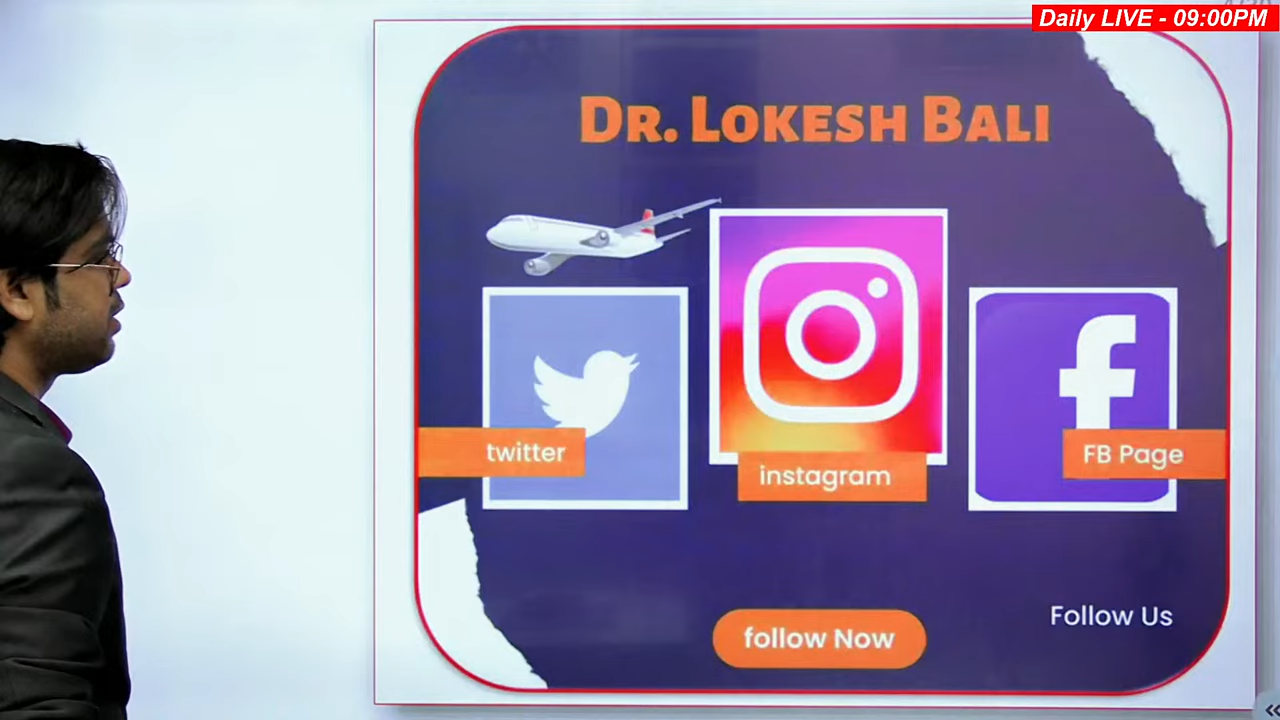 Daily LIVE - 09:00PM
DR. LOKESH BALI
twitter
instagram
FB Page
Follow Us
follow Now